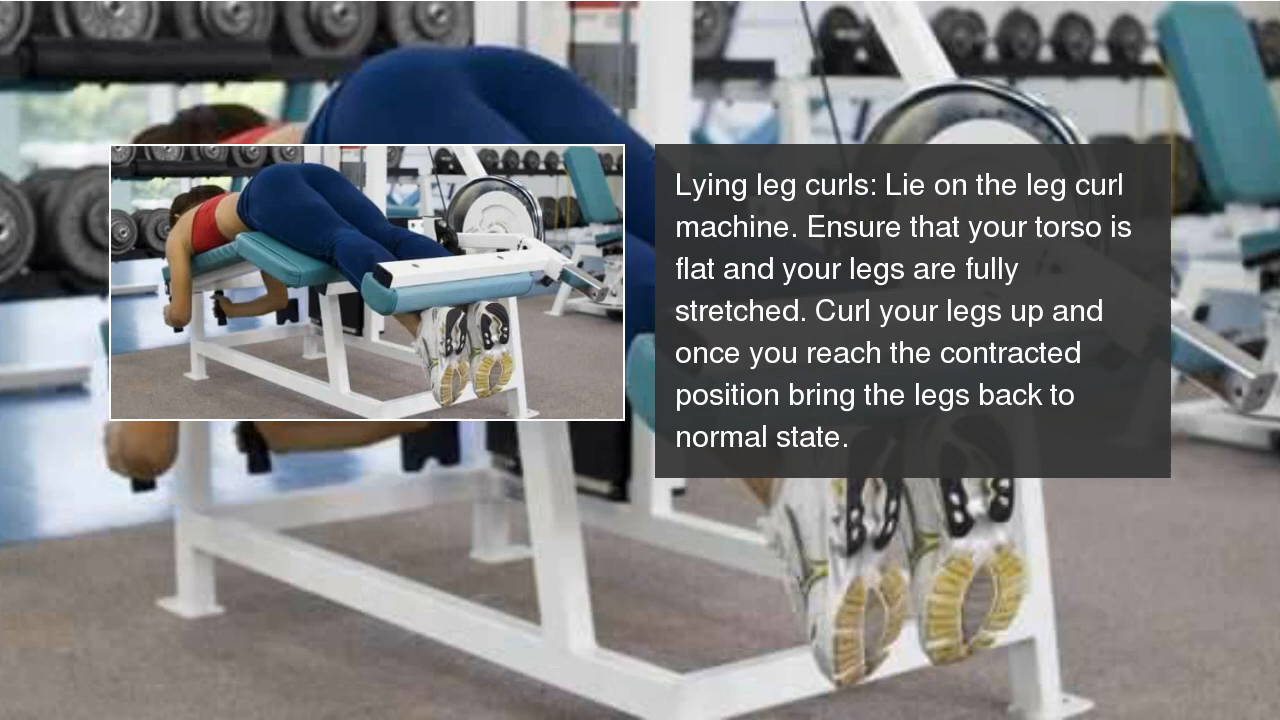 Lying leg curls: Lie on the leg curl
machine. Ensure that your torso is
flat and your legs are fully
stretched. Curl your legs up and
once you reach the contracted
position bring the legs back to
normal state.